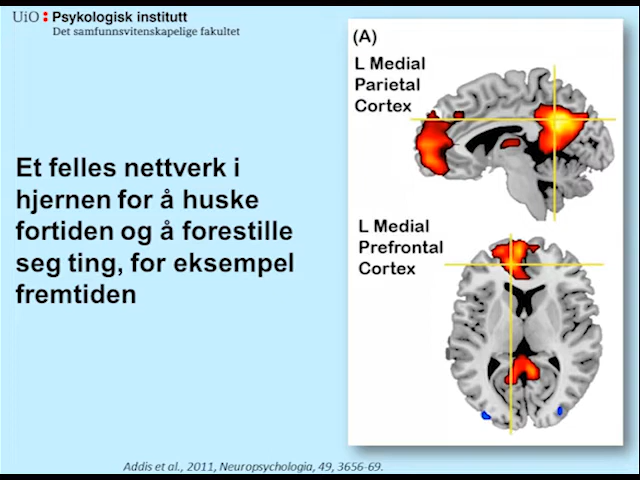 UiO : Psykologisk institutt
Det samfunnsvitenskapelige fakultet
Et felles nettverk i
hjernen for å huske
fortiden og å forestille
seg ting, for eksempel
fremtiden
(A)
L Medial
Parietal
Cortex
L Medial
Prefrontal
Cortex
Addis et al., 2011, Neuropsychologia, 49, 3656-69.